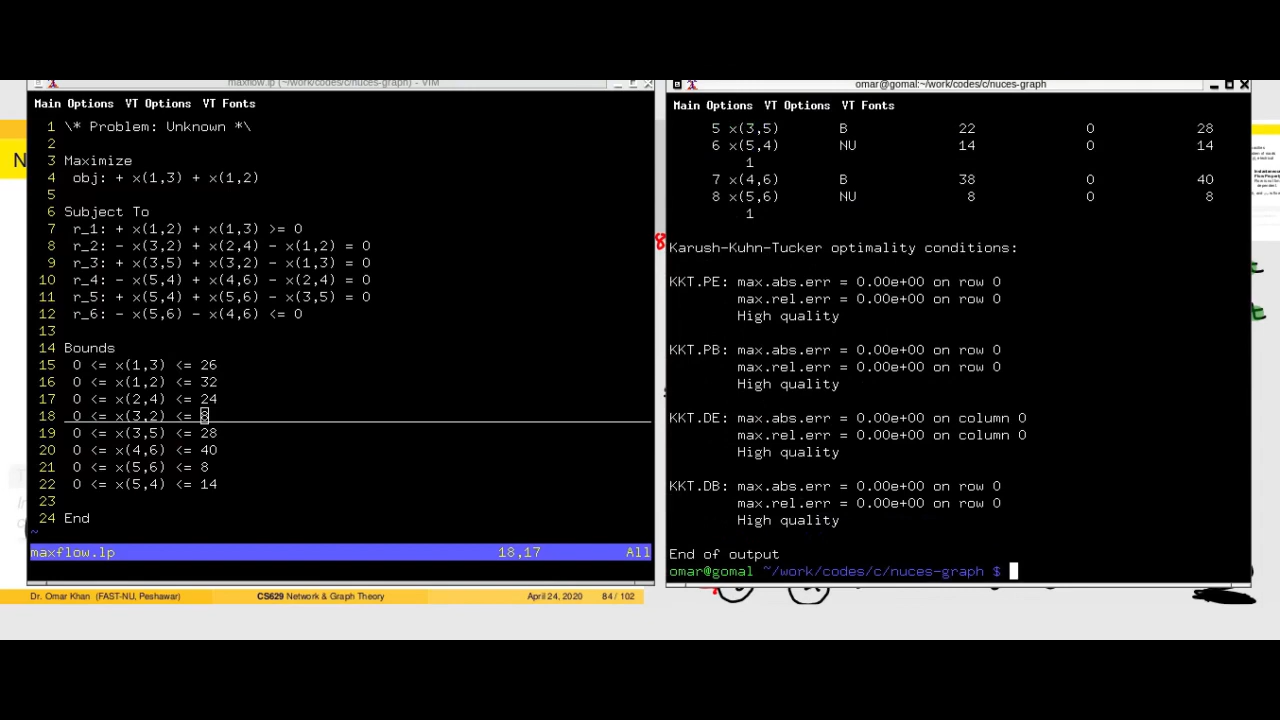 maxflow.lp (~/work/codes/c/nuces-graph) - VIM
Main Options VT Options VT Fonts
1 \* Problem: Unknown *\
2
3 Maximize
4 obj: + x(1,3) + x(1,2)
5
6 Subject To
7 r_1: + x(1,2) + x(1,3) >= 0
8 r_2: - x(3,2) + x(2,4) - x(1,2) = 0
9 r_3: + x(3,5) + x(3,2) - x(1,3) = 0
10 r_4: - x(5,4) + x(4,6) - x(2,4) = 0
11 r_5: + x(5,4) + x(5,6) - x(3,5) = 0
12 r_6: - x(5,6) - x(4,6) <= 0
13
14 Bounds
15 0 <= x(1,3) <= 26
16 0 <= x(1,2) <= 32
17 0 <= x(2,4) <= 24
18 0 <= x(3,2) <=
19 0 <= x(3,5) <= 28
20 0 <= x(4,6) <= 40
21 0 <= x(5,6) <= 8
22 0 <= x(5,4) <= 14
23
24 End
~
maxflow.lp 18,17 All
omar@gomal:~/work/codes/c/nuces-graph
Main Options VT Options VT Fonts
5 x(3,5) B 22 0 28
6 x(5,4) NU 14 0 14
1
7 x(4,6) B 38 0 40
8 x(5,6) NU 8 0 8
1
Karush-Kuhn-Tucker optimality conditions:
KKT.PE: max.abs.err = 0.00e+00 on row 0
max.rel.err = 0.00e+00 on row 0
High quality
KKT.PB: max.abs.err = 0.00e+00 on row 0
max.rel.err = 0.00e+00 on row 0
High quality
KKT.DE: max.abs.err = 0.00e+00 on column 0
max.rel.err = 0.00e+00 on column 0
High quality
KKT.DB: max.abs.err = 0.00e+00 on row 0
max.rel.err = 0.00e+00 on row 0
High quality
End of output
omar@gomal ~/work/codes/c/nuces-graph $
N
8
Dr. Omar Khan (FAST-NU, Peshawar) CS629 Network & Graph Theory April 24, 2020 84 / 102